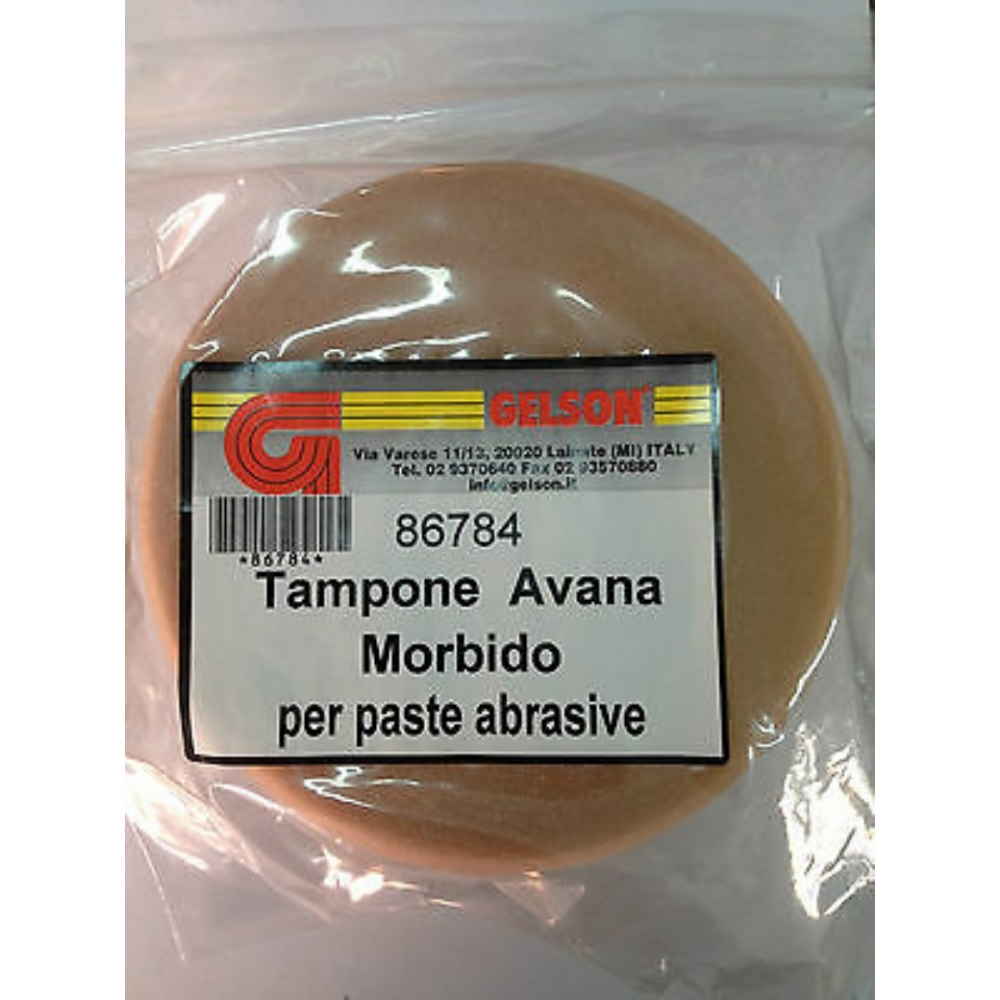 GELSON
Via Varese 11/13, 20020 Lainate (MI) ITALY
Tel. 02 9370640 Fax 02 93570880
info@gelson.it
86784
*86784*
Tampone Avana
Morbido
per paste abrasive